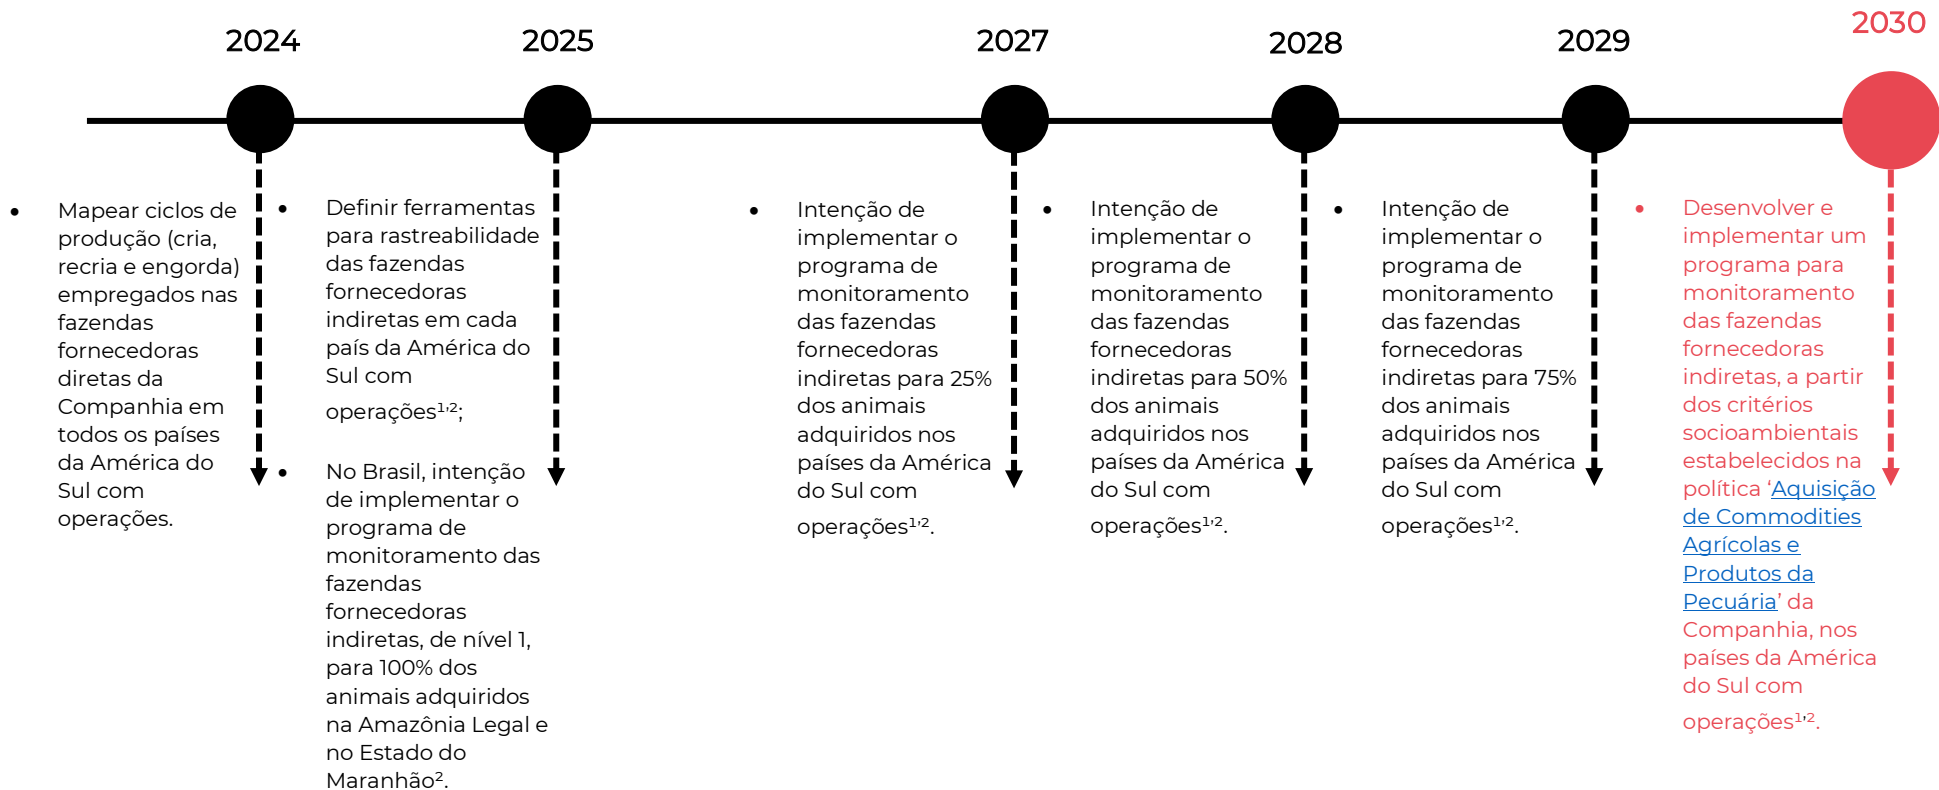 2024
2025
2027
2028
2029
2030
• Mapear ciclos de
produção (cria,
recria e engorda)
empregados nas
fazendas
fornecedoras
diretas da
Companhia em
todos os países
da América do
Sul com
operações.
• Definir ferramentas
para rastreabilidade
das fazendas
fornecedoras
indiretas em cada
país da América do
Sul com
operações¹,²;
• No Brasil, intenção
de implementar o
programa de
monitoramento das
fazendas
fornecedoras
indiretas, de nível 1,
para 100% dos
animais adquiridos
na Amazônia Legal e
no Estado do
Maranhão².
• Intenção de
implementar o
programa de
monitoramento
das fazendas
fornecedoras
indiretas para 25%
dos animais
adquiridos nos
países da América
do Sul com
operações¹,².
• Intenção de
implementar o
programa de
monitoramento
das fazendas
fornecedoras
indiretas para 50%
dos animais
adquiridos nos
países da América
do Sul com
operações¹,².
• Intenção de
implementar o
programa de
monitoramento
das fazendas
fornecedoras
indiretas para 75%
dos animais
adquiridos nos
países da América
do Sul com
operações¹,².
• Desenvolver e
implementar um
programa para
monitoramento
das fazendas
fornecedoras
indiretas, a partir
dos critérios
socioambientais
estabelecidos na
política ‘Aquisição
de Commodities
Agrícolas e
Produtos da
Pecuária’ da
Companhia, nos
países da América
do Sul com
operações¹,².